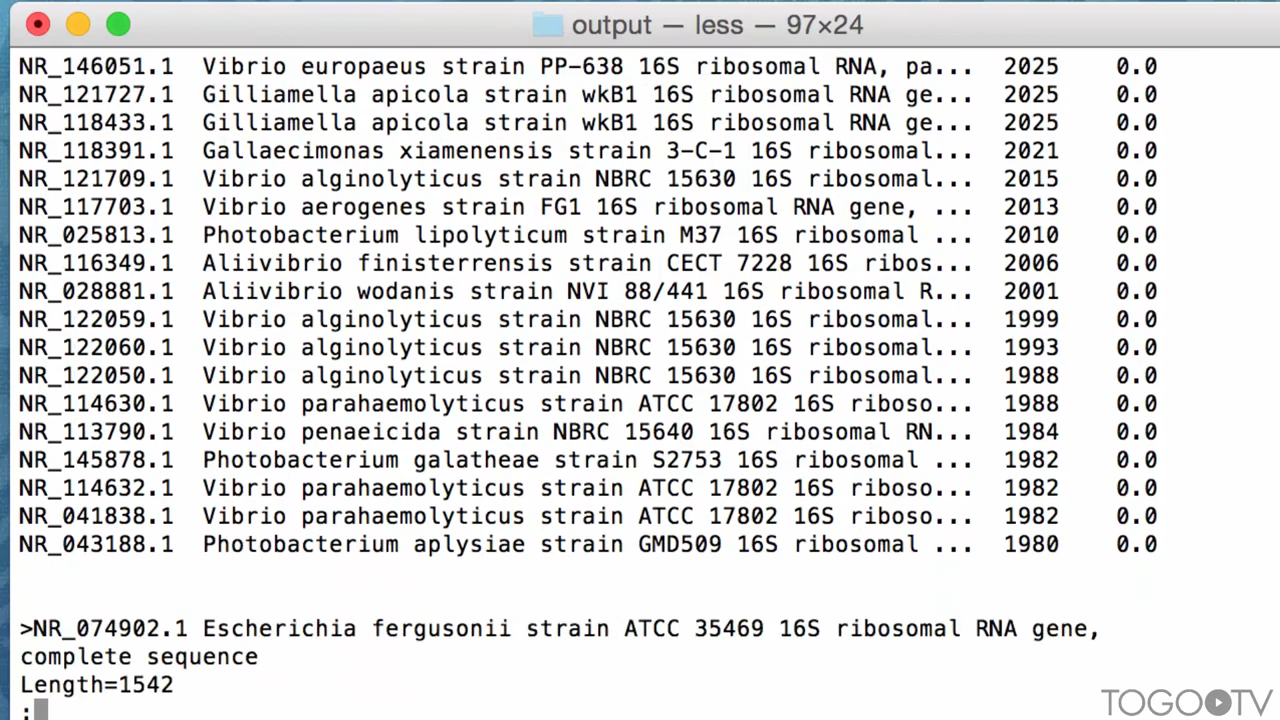 output — less — 97×24
NR_146051.1  Vibrio europaeus strain PP-638 16S ribosomal RNA, pa...  2025    0.0
NR_121727.1  Gilliamella apicola strain wkB1 16S ribosomal RNA ge...  2025    0.0
NR_118433.1  Gilliamella apicola strain wkB1 16S ribosomal RNA ge...  2025    0.0
NR_118391.1  Gallaecimonas xiamenensis strain 3-C-1 16S ribosomal...  2021    0.0
NR_121709.1  Vibrio alginolyticus strain NBRC 15630 16S ribosomal...  2015    0.0
NR_117703.1  Vibrio aerogenes strain FG1 16S ribosomal RNA gene, ...  2013    0.0
NR_025813.1  Photobacterium lipolyticum strain M37 16S ribosomal ...  2010    0.0
NR_116349.1  Aliivibrio finisterrensis strain CECT 7228 16S ribos...  2006    0.0
NR_028881.1  Aliivibrio wodanis strain NVI 88/441 16S ribosomal R...  2001    0.0
NR_122059.1  Vibrio alginolyticus strain NBRC 15630 16S ribosomal...  1999    0.0
NR_122060.1  Vibrio alginolyticus strain NBRC 15630 16S ribosomal...  1993    0.0
NR_122050.1  Vibrio alginolyticus strain NBRC 15630 16S ribosomal...  1988    0.0
NR_114630.1  Vibrio parahaemolyticus strain ATCC 17802 16S riboso...  1988    0.0
NR_113790.1  Vibrio penaeicida strain NBRC 15640 16S ribosomal RN...  1984    0.0
NR_145878.1  Photobacterium galatheae strain S2753 16S ribosomal ...  1982    0.0
NR_114632.1  Vibrio parahaemolyticus strain ATCC 17802 16S riboso...  1982    0.0
NR_041838.1  Vibrio parahaemolyticus strain ATCC 17802 16S riboso...  1982    0.0
NR_043188.1  Photobacterium aplysiae strain GMD509 16S ribosomal ...  1980    0.0
>NR_074902.1 Escherichia fergusonii strain ATCC 35469 16S ribosomal RNA gene,
complete sequence
Length=1542
:
TOGOTV